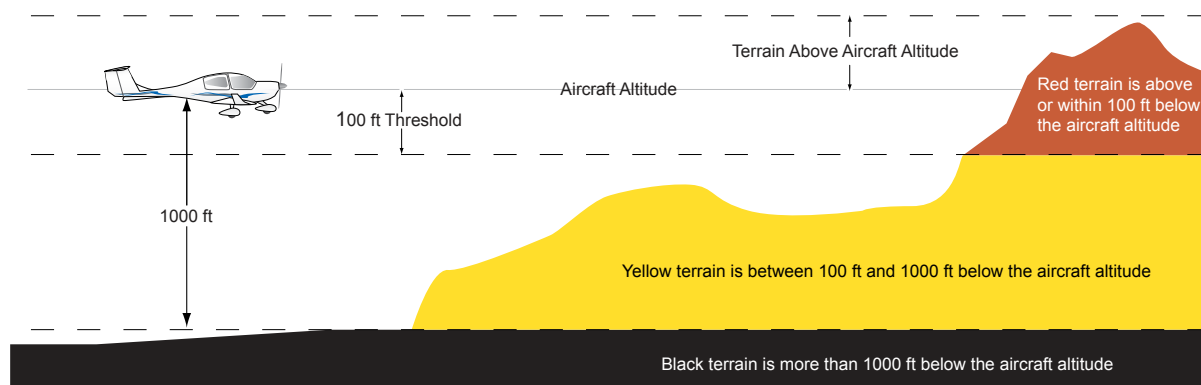 Terrain Above Aircraft Altitude
Aircraft Altitude
Red terrain is above
or within 100 ft below
the aircraft altitude
100 ft Threshold
1000 ft
Yellow terrain is between 100 ft and 1000 ft below the aircraft altitude
Black terrain is more than 1000 ft below the aircraft altitude